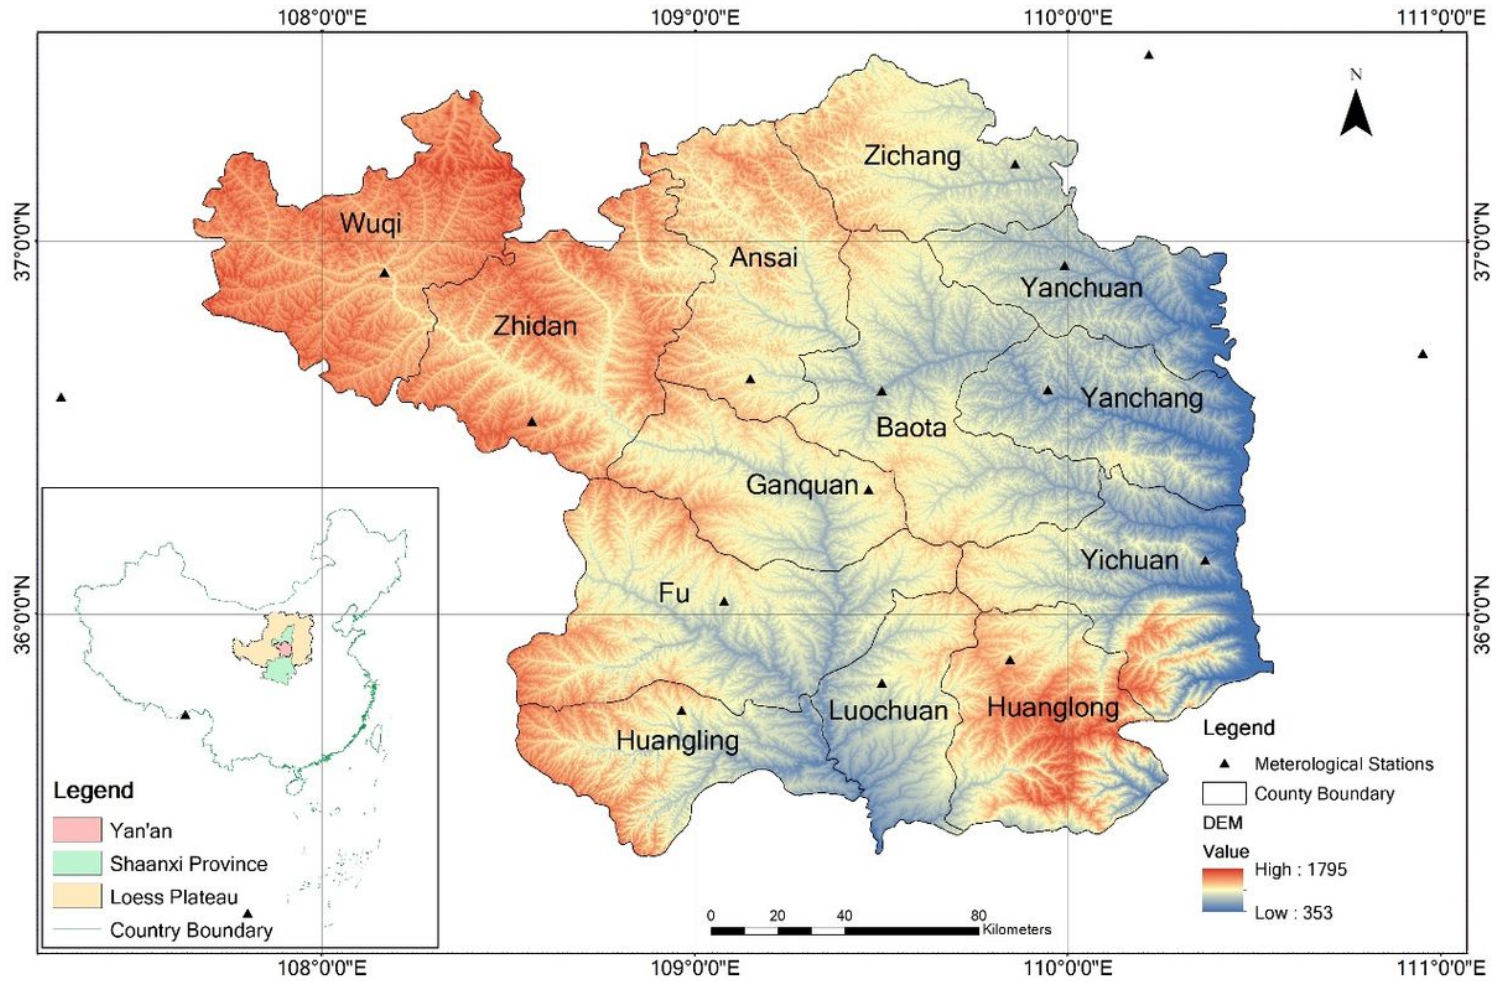 108°0'0"E
109°0'0"E
110°0'0"E
111°0'0"E
N
Zichang
Wuqi
37°0'0"N
37°0'0"N
Ansai
Yanchuan
Zhidan
Yanchang
Baota
Ganquan
Yichuan
Fu
36°0'0"N
36°0'0"N
Huanglong
Luochuan
Huangling
Legend
Meterological Stations
County Boundary
DEM
Value
High : 1795
Low : 353
Legend
Yan'an
Shaanxi Province
Loess Plateau
Country Boundary
0 20 40 80
Kilometers
108°0'0"E
109°0'0"E
110°0'0"E
111°0'0"E